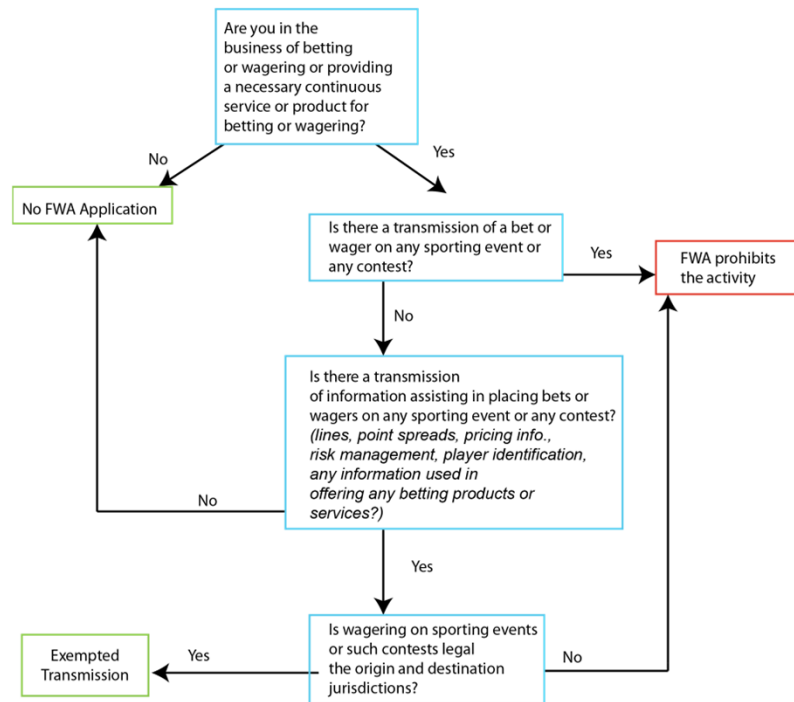 Are you in the
business of betting
or wagering or providing
a necessary continuous
service or product for
betting or wagering?
No
Yes
No FWA Application
Is there a transmission of a bet or
wager on any sporting event or
any contest?
Yes
FWA prohibits
the activity
No
Is there a transmission
of information assisting in placing bets or
wagers on any sporting event or any contest?
(lines, point spreads, pricing info.,
risk management, player identification,
any information used in
offering any betting products or
services?)
No
Yes
Is wagering on sporting events
or such contests legal
the origin and destination
jurisdictions?
Yes
No
Exempted
Transmission